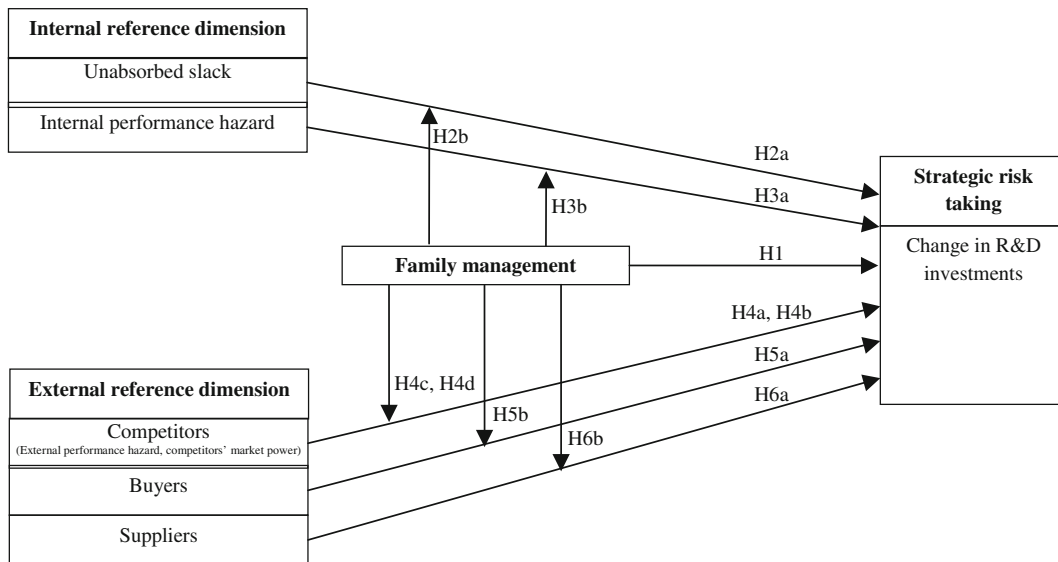 Internal reference dimension
Unabsorbed slack
Internal performance hazard
H2b
H2a
H3b
H3a
Strategic risk
taking
Family management
H1
Change in R&D
investments
H4a, H4b
H5a
H6a
External reference dimension
H4c, H4d
H5b
H6b
Competitors
(External performance hazard, competitors' market power)
Buyers
Suppliers